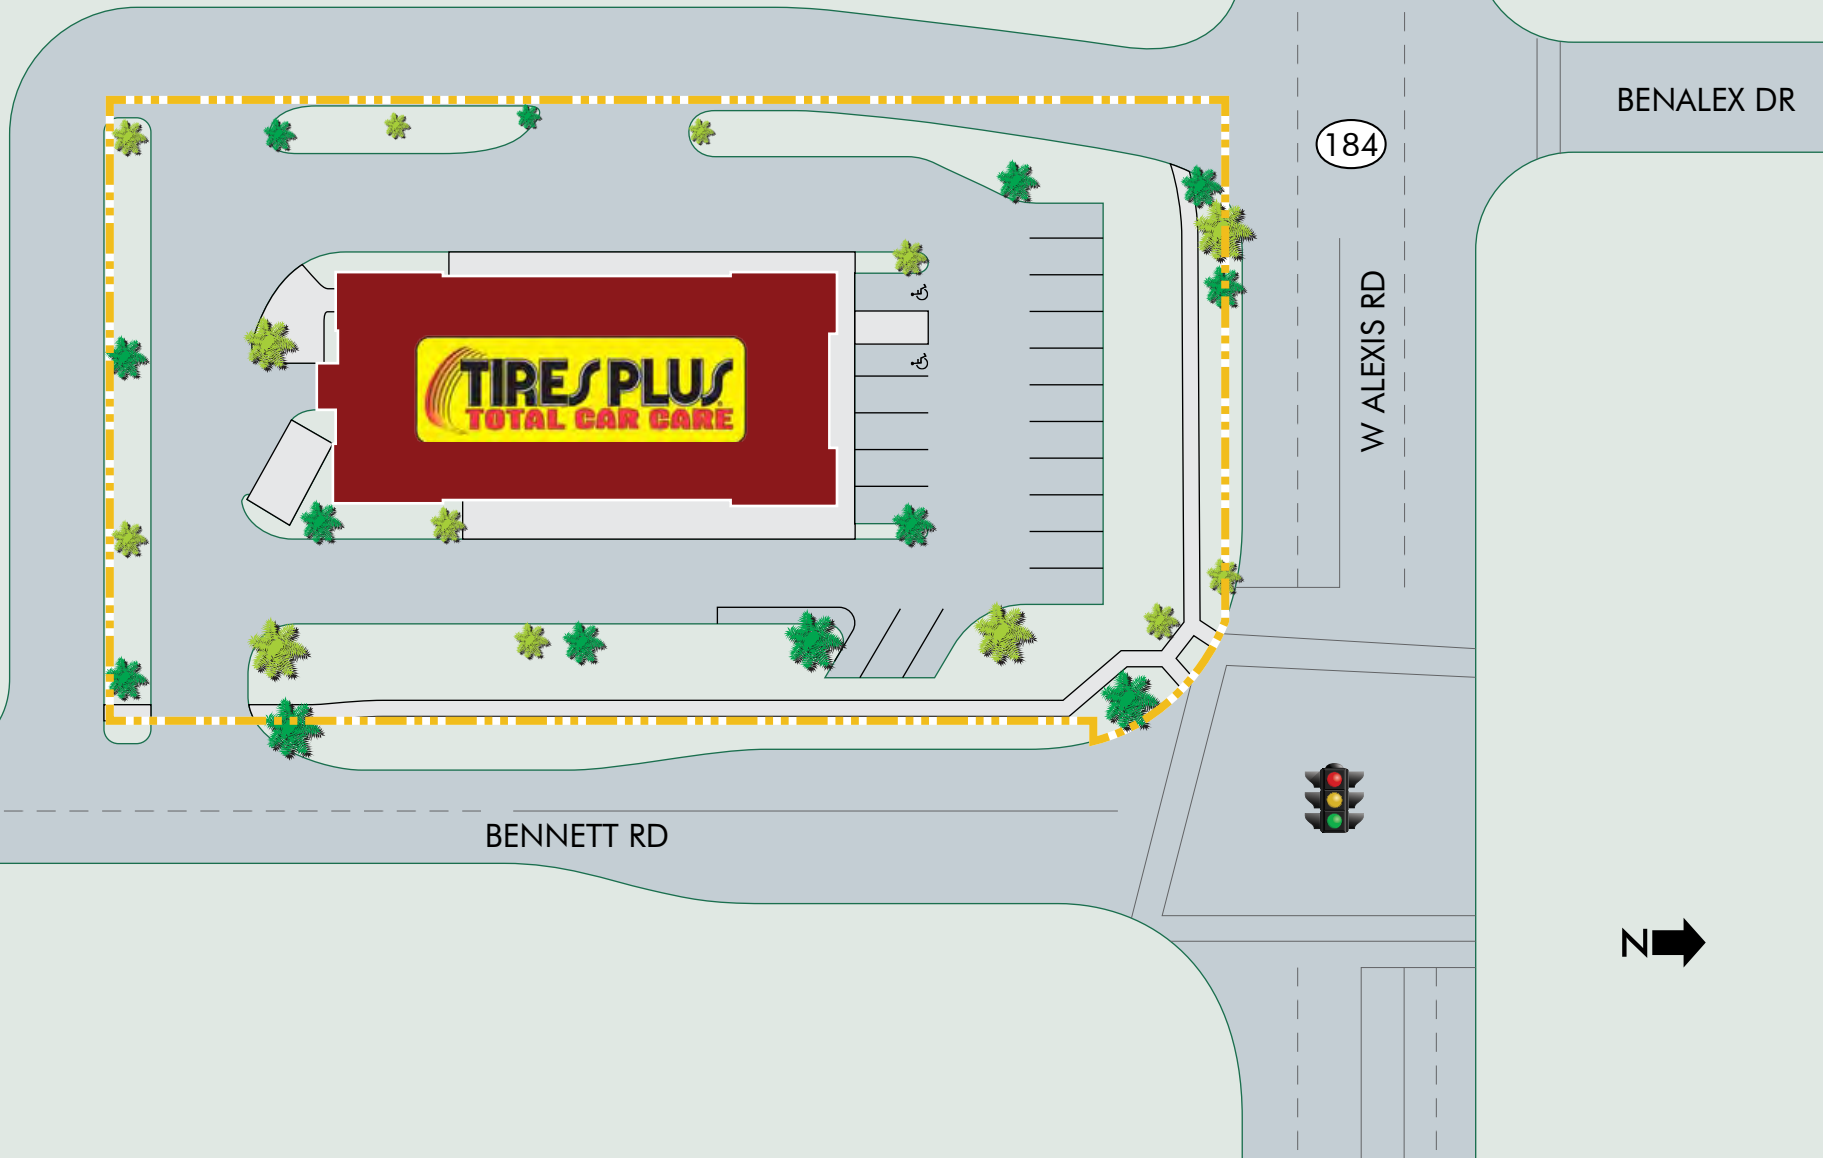 BENALEX DR
184
W ALEXIS RD
TIRES PLUS
TOTAL CAR CARE
BENNETT RD
N